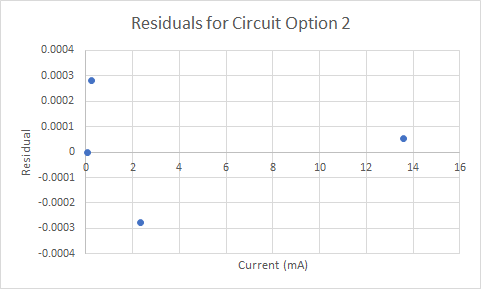 Residuals for Circuit Option 2
0.0004
0.0003
0.0002
0.0001
0
-0.0001
-0.0002
-0.0003
-0.0004
Residual
0 2 4 6 8 10 12 14 16
Current (mA)